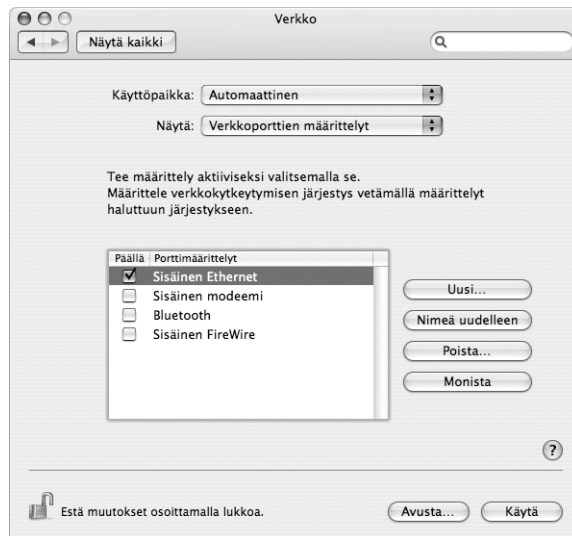 Verkko
Näytä kaikki
Käyttöpaikka: Automaattinen
Näytä: Verkkoporttien määrittelyt
Tee määrittely aktiiviseksi valitsemalla se.
Määrittele verkkokytkeytymisen järjestys vetämällä määrittelyt
haluttuun järjestykseen.
Päällä Porttimäärittelyt
Sisäinen Ethernet
Sisäinen modeemi
Bluetooth
Sisäinen FireWire
Uusi...
Nimeä uudelleen
Poista...
Monista
?
Estä muutokset osoittamalla lukkoa.
Avusta... Käytä